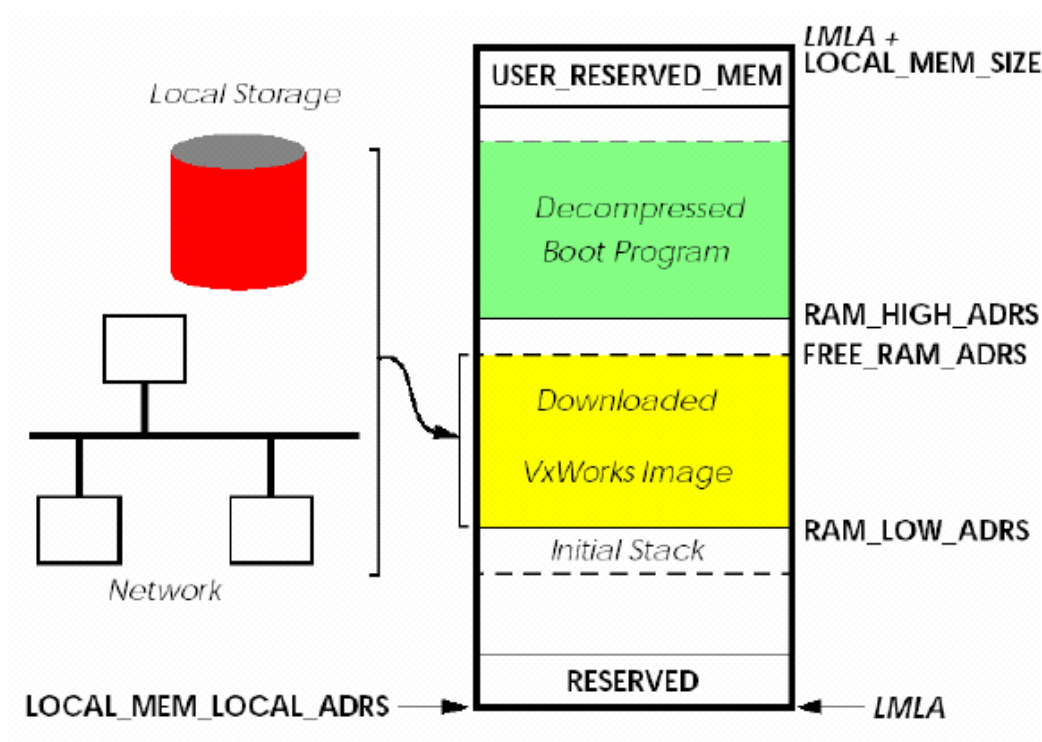 LMLA +
LOCAL_MEM_SIZE
USER_RESERVED_MEM
Local Storage
Decompressed
Boot Program
RAM_HIGH_ADRS
FREE_RAM_ADRS
Downloaded
VxWorks Image
RAM_LOW_ADRS
Initial Stack
Network
RESERVED
LOCAL_MEM_LOCAL_ADRS
LMLA